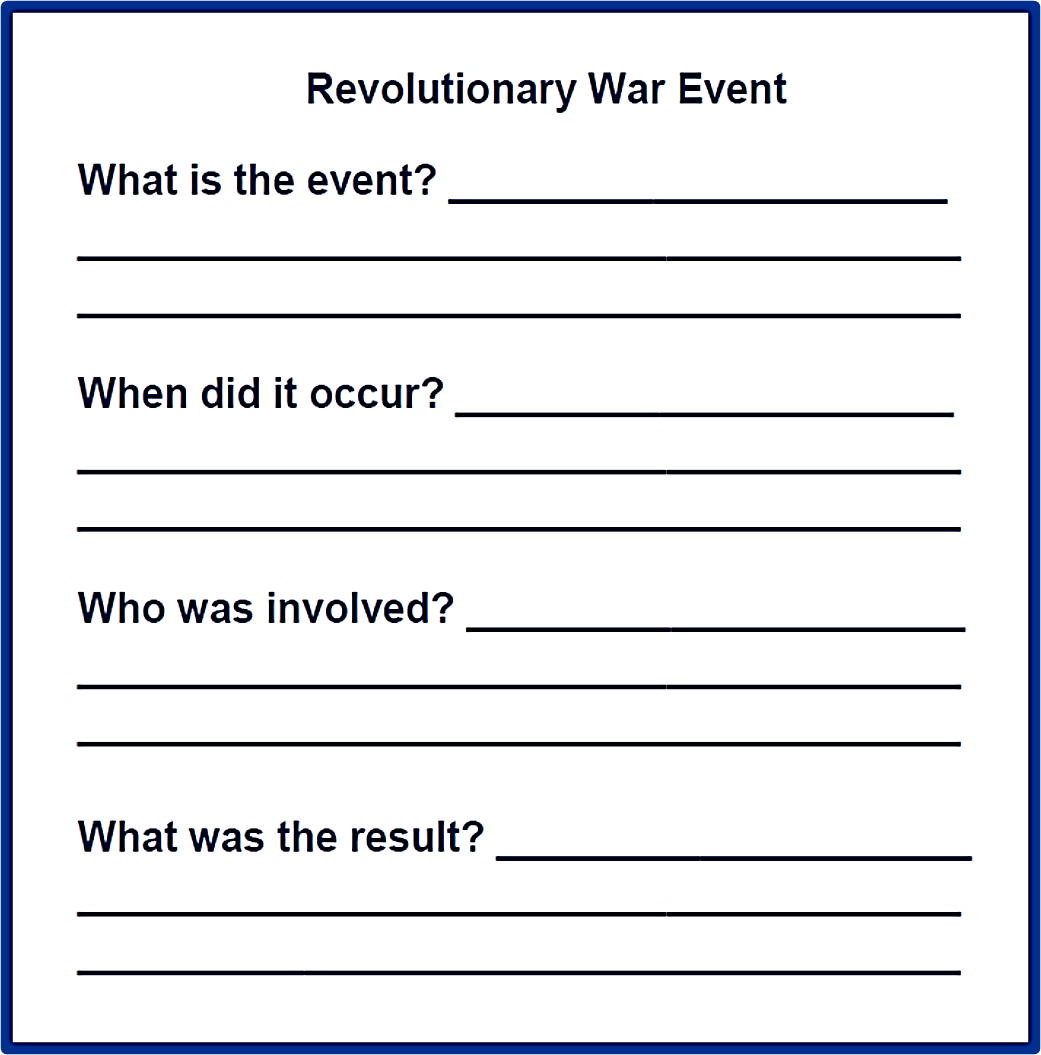 Revolutionary War Event
What is the event?
When did it occur?
Who was involved?
What was the result?